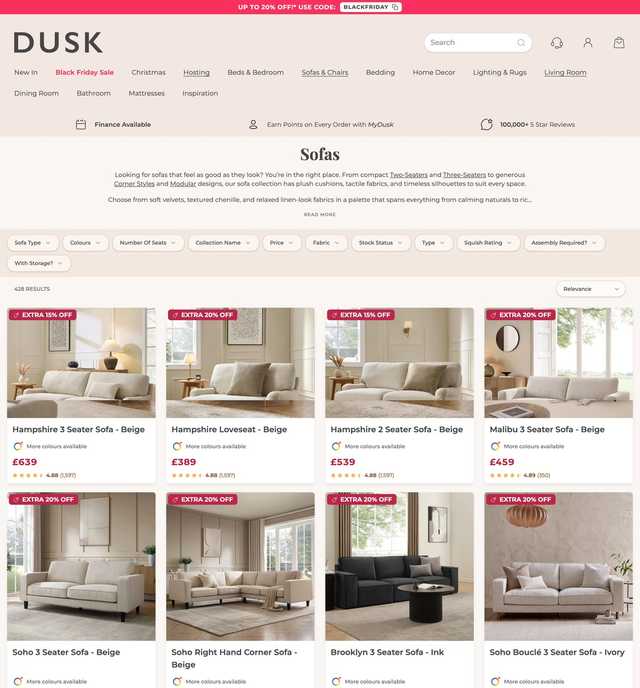 UP TO 20% OFF!* USE CODE: BLACKFRIDAY
DUSK
Search
New In Black Friday Sale Christmas Hosting Beds & Bedroom Sofas & Chairs Bedding Home Decor Lighting & Rugs Living Room
Dining Room Bathroom Mattresses Inspiration
Finance Available Earn Points on Every Order with MyDusk 100,000+ 5 Star Reviews
Sofas
Looking for sofas that feel as good as they look? You're in the right place. From compact Two-Seaters and Three-Seaters to generous
Corner Styles and Modular designs, our sofa collection has plush cushions, tactile fabrics, and timeless silhouettes to suit every space.
Choose from soft velvets, textured chenille, and relaxed linen-look fabrics in a palette that spans everything from calming naturals to ric...
READ MORE
Sofa Type Colours Number Of Seats Collection Name Price Fabric Stock Status Type Squish Rating Assembly Required?
With Storage?
428 RESULTS Relevance
EXTRA 15% OFF EXTRA 20% OFF EXTRA 15% OFF EXTRA 20% OFF
Hampshire 3 Seater Sofa - Beige Hampshire Loveseat - Beige Hampshire 2 Seater Sofa - Beige Malibu 3 Seater Sofa - Beige
More colours available More colours available More colours available More colours available
£639 £389 £539 £459
4.88 (1,597) 4.88 (1,597) 4.88 (1,597) 4.89 (350)
EXTRA 20% OFF EXTRA 20% OFF EXTRA 20% OFF EXTRA 20% OFF
Soho 3 Seater Sofa - Beige Soho Right Hand Corner Sofa - Beige Brooklyn 3 Seater Sofa - Ink Soho Bouclé 3 Seater Sofa - Ivory
More colours available More colours available More colours available More colours available